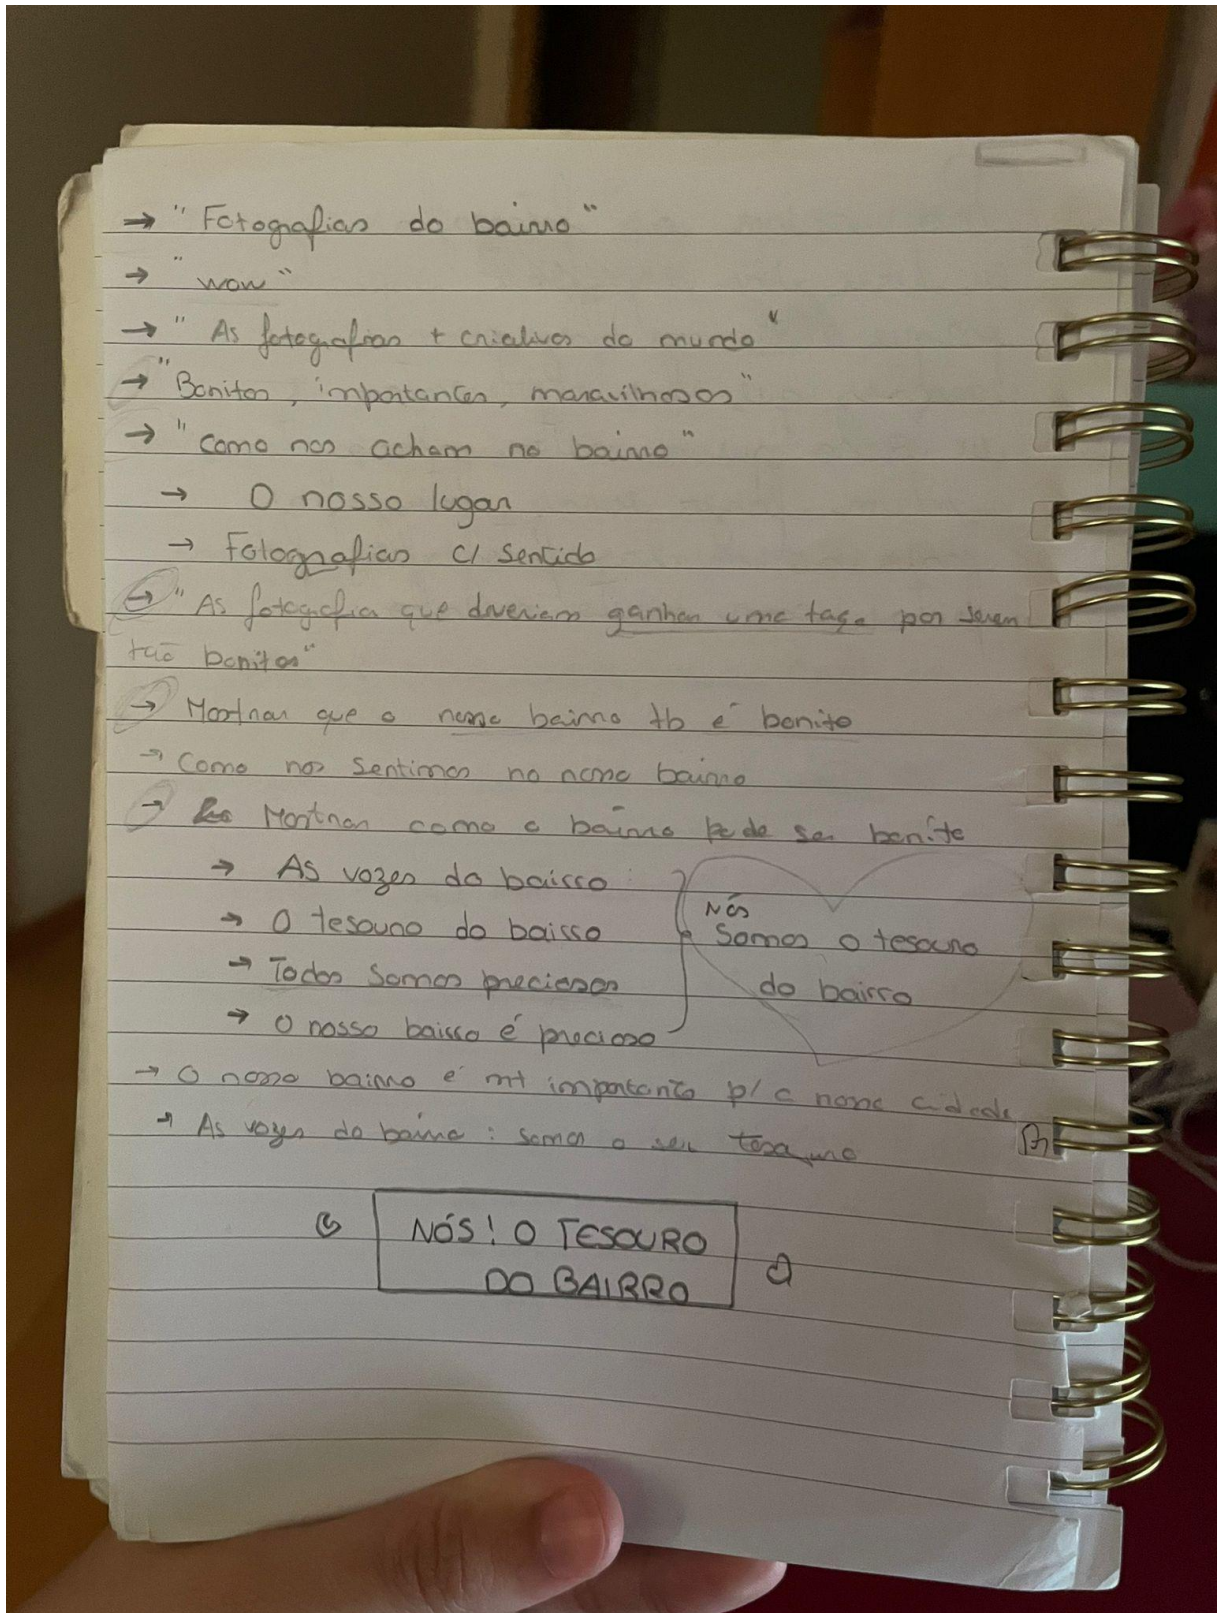 → "Fotografias do bairro"
→ "wow"
→ "As fotografias + criativas do mundo"
→ "Bonitos, importantes, maravilhosos"
→ "Como nos acham no bairro"
→ O nosso lugar
→ Fotografias c/ sentido
→ "As fotografia que deveriam ganhar uma taça por serem
tão bonitas"
→ Mostrar que o nosso bairro tb é bonito
→ Como nos sentimos no nosso bairro
→ Mostrar como o bairro pode ser bonito
→ As vozes do bairro
→ O tesouro do bairro
→ Todos somos preciosos
→ O nosso bairro é precioso
Nós
Somos o tesouro
do bairro
→ O nosso bairro é mt importante p/ a nossa cidade
→ As vozes do bairro : somos o seu tesouro
NÓS! O TESOURO
DO BAIRRO